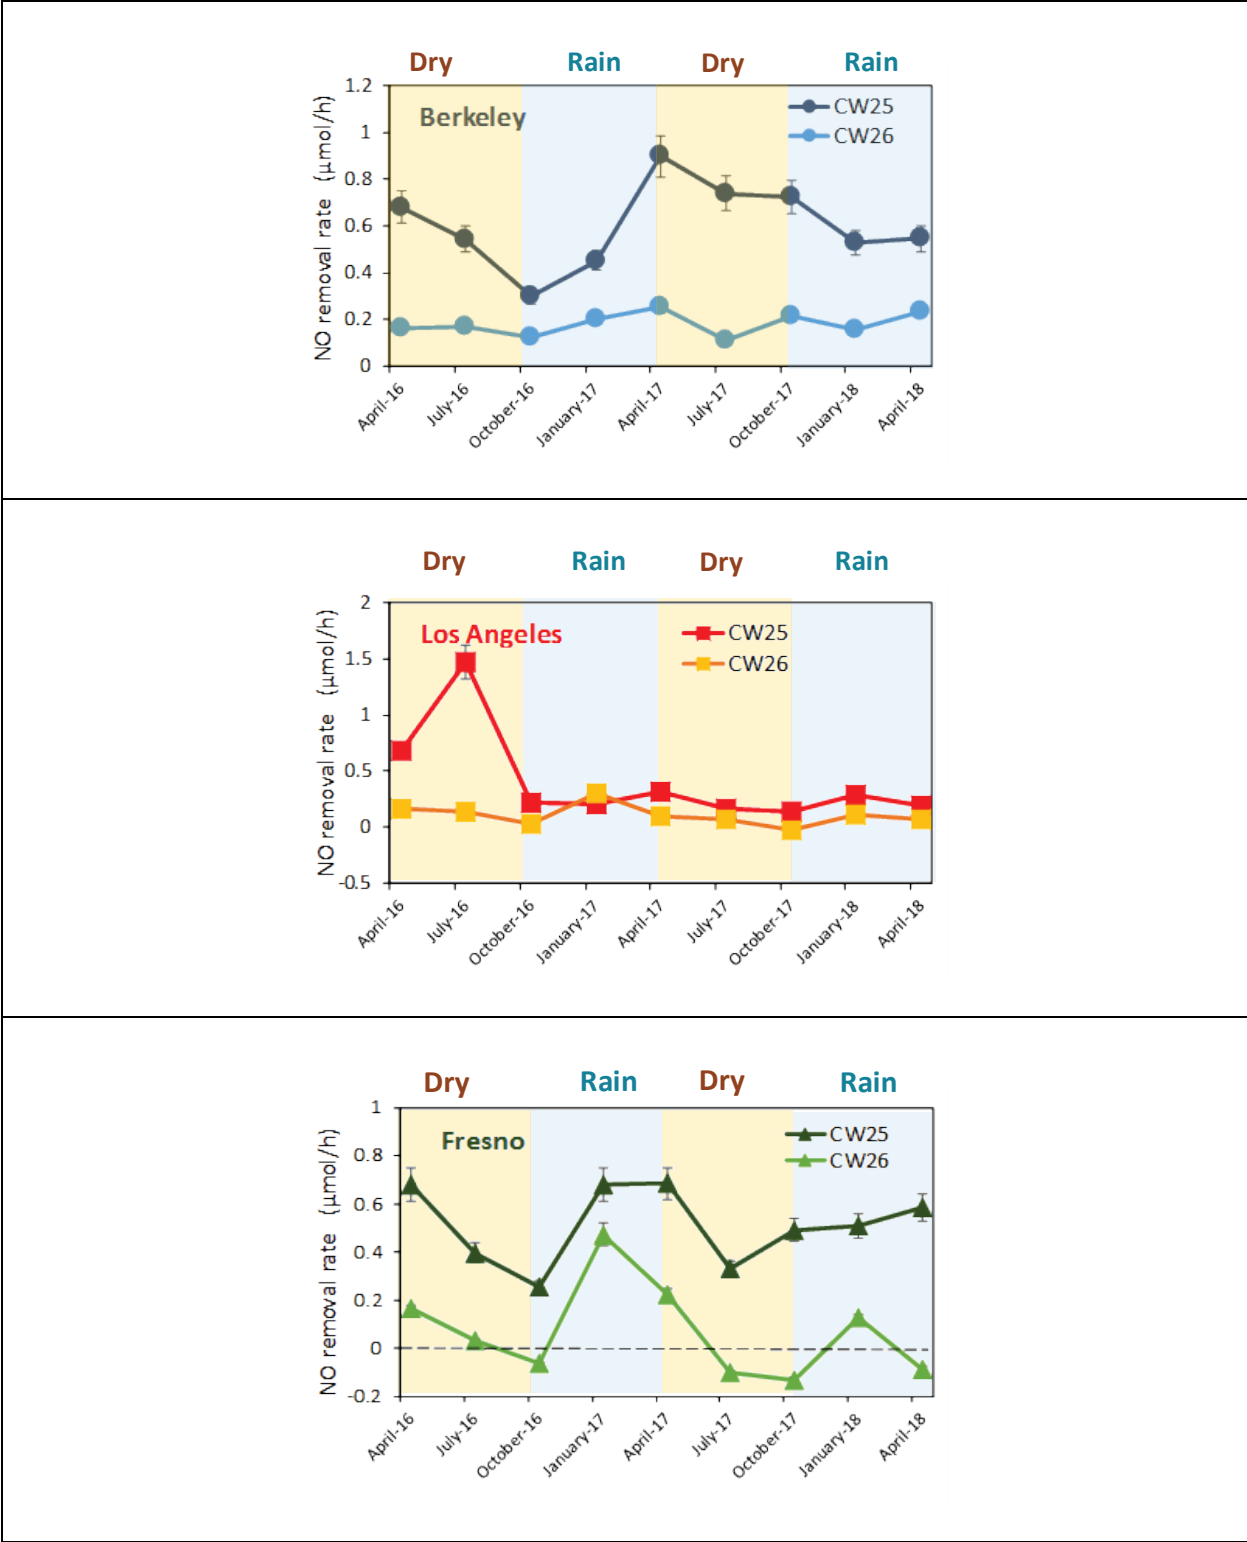 Dry Rain Dry Rain
Berkeley
CW25
CW26
NO removal rate (µmol/h)
1.2
1
0.8
0.6
0.4
0.2
0
April-16 July-16 October-16 January-17 April-17 July-17 October-17 January-18 April-18
Dry Rain Dry Rain
Los Angeles
CW25
CW26
NO removal rate (µmol/h)
2
1.5
1
0.5
0
-0.5
April-16 July-16 October-16 January-17 April-17 July-17 October-17 January-18 April-18
Dry Rain Dry Rain
Fresno
CW25
CW26
NO removal rate (µmol/h)
1
0.8
0.6
0.4
0.2
0
-0.2
April-16 July-16 October-16 January-17 April-17 July-17 October-17 January-18 April-18